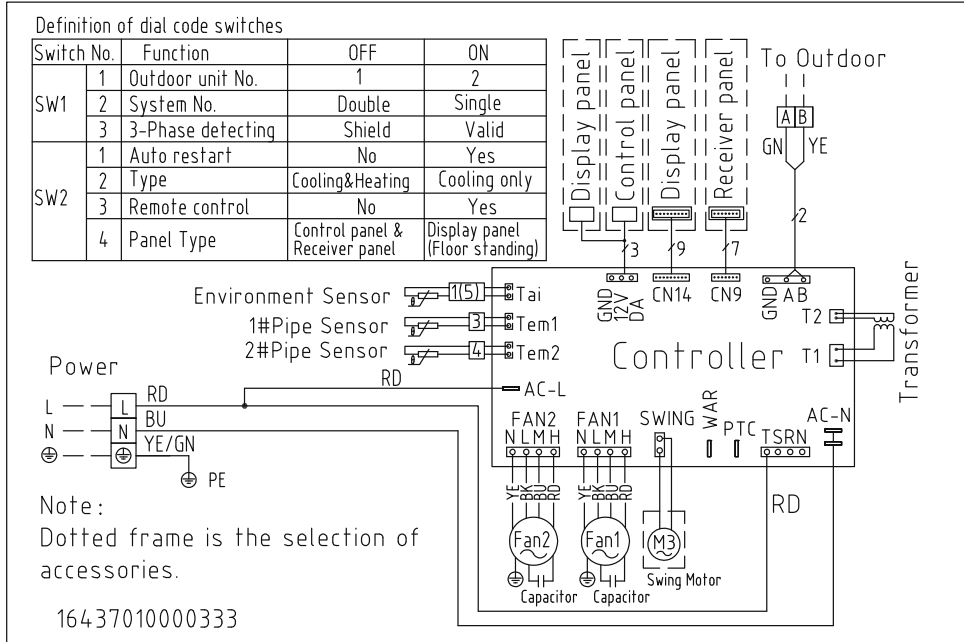 Definition of dial code switches
Switch No. Function OFF ON
SW1
1 Outdoor unit No. 1 2
2 System No. Double Single
3 3-Phase detecting Shield Valid
SW2
1 Auto restart No Yes
2 Type Cooling&Heating Cooling only
3 Remote control No Yes
4 Panel Type Control panel & Receiver panel Display panel (Floor standing)
Display panel
Control panel
Display panel
Receiver panel
To Outdoor
A B
GN YE
3 9 7 2
GND 12V DA CN14 CN9 GND A B
Environment Sensor 1(5) Tai
1#Pipe Sensor 3 Tem1
2#Pipe Sensor 4 Tem2
T2
T1
Transformer
Controller
Power
RD AC-L
L L RD
N N BU
YE/GN
PE
FAN2 FAN1 SWING WAR PTC AC-N
N L M H N L M H TSRN
YE BK BU RD YE BK BU RD
RD
Fan2 Fan1 M3
Capacitor Capacitor Swing Motor
Note:
Dotted frame is the selection of
accessories.
16437010000333